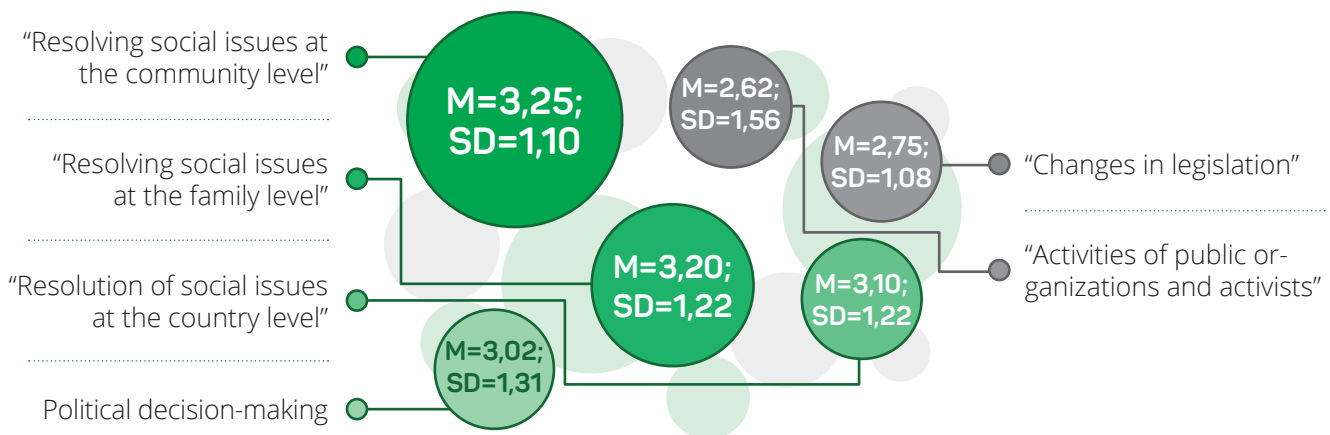 “Resolving social issues at
the community level”
“Resolving social issues
at the family level”
“Resolution of social issues
at the country level”
Political decision-making
M=3,25;
SD=1,10
M=3,20;
SD=1,22
M=3,02;
SD=1,31
M=2,62;
SD=1,56
M=2,75;
SD=1,08
M=3,10;
SD=1,22
“Changes in legislation”
“Activities of public or-
ganizations and activists”